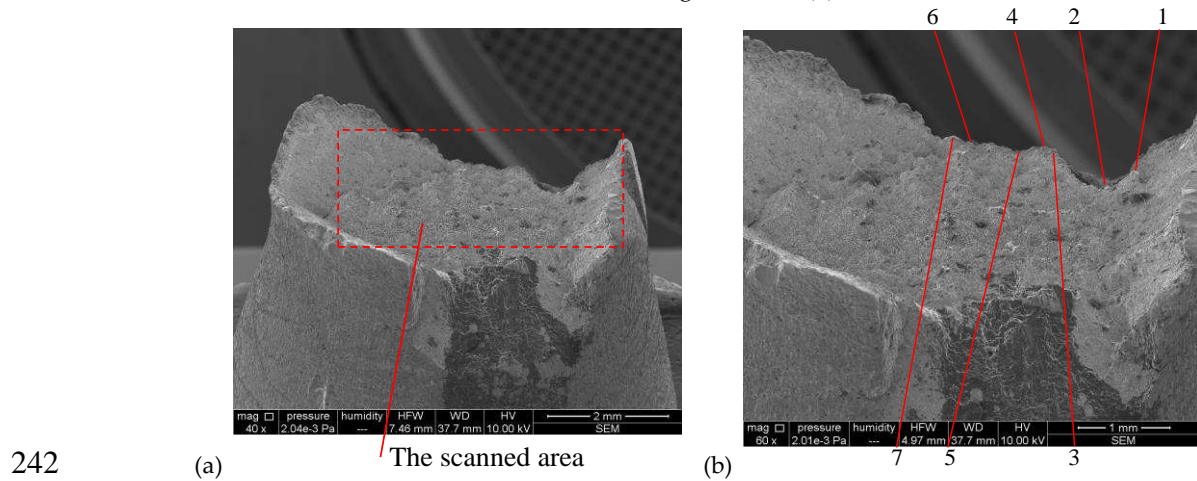 6 4 2 1
mag pressure humidity HFW WD HV 2 mm
40 x 2.04e-3 Pa --- 7.46 mm 37.7 mm 10.00 kV SEM
mag pressure humidity HFW WD HV 1 mm
60 x 2.01e-3 Pa --- 4.97 mm 37.7 mm 10.00 kV SEM
242 (a) The scanned area (b) 7 5 3